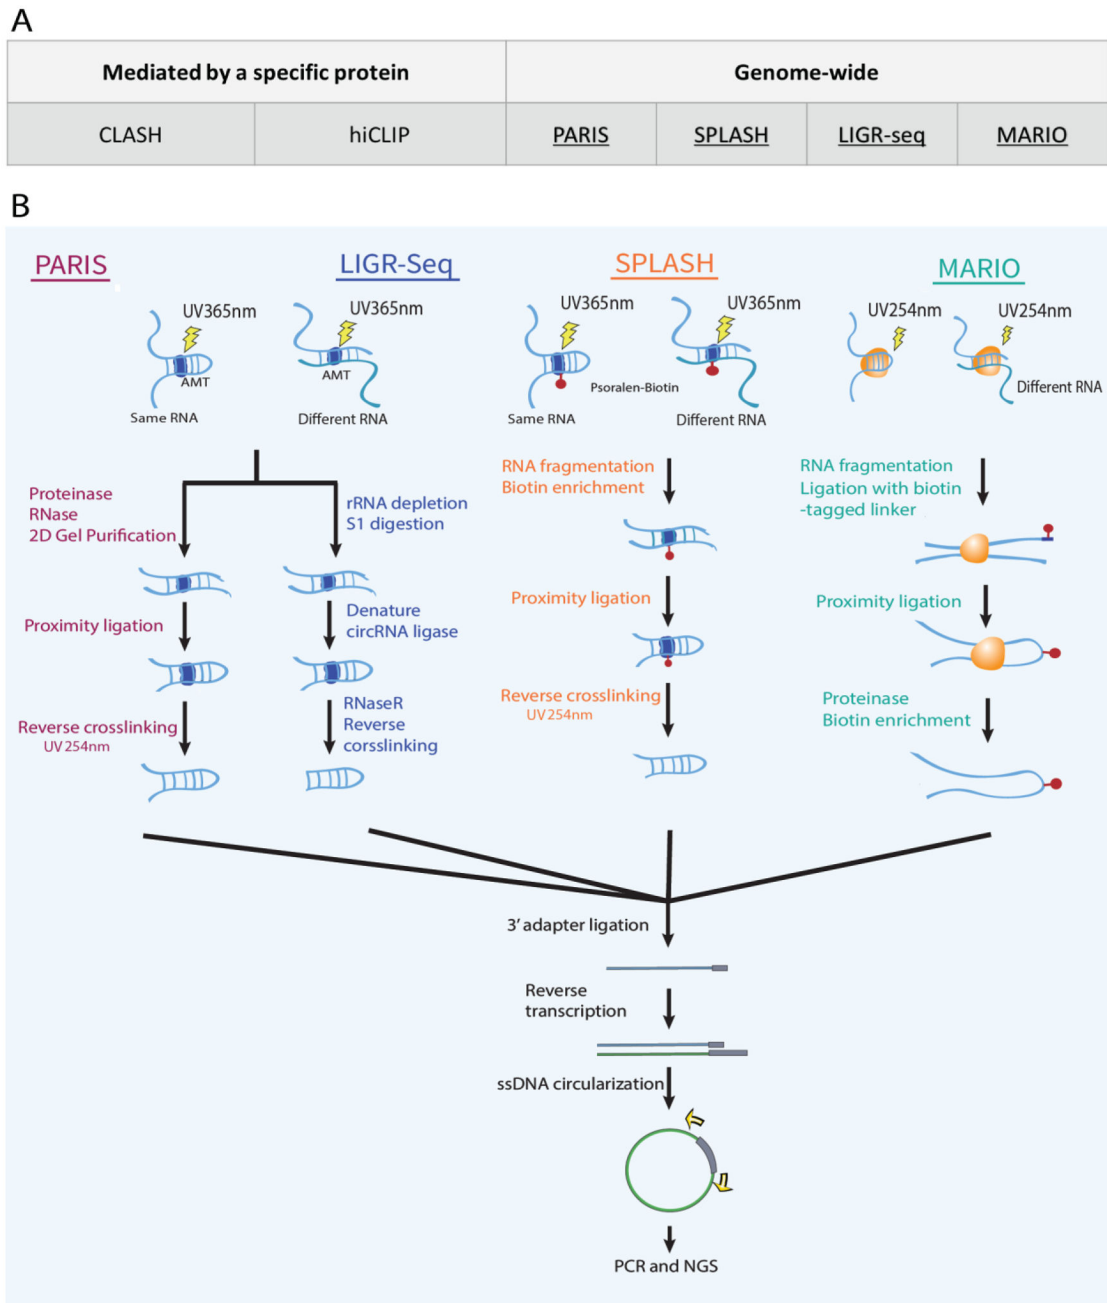 A
Mediated by a specific protein
Genome-wide
CLASH
hiCLIP
PARIS
SPLASH
LIGR-seq
MARIO
B
PARIS
LIGR-Seq
SPLASH
MARIO
UV365nm
UV365nm
UV365nm
UV365nm
UV254nm
UV254nm
AMT
AMT
Psoralen-Biotin
Different RNA
Same RNA
Different RNA
Same RNA
Different RNA
Proteinase
RNase
2D Gel Purification
rRNA depletion
S1 digestion
RNA fragmentation
Biotin enrichment
RNA fragmentation
Ligation with biotin
-tagged linker
Proximity ligation
Denature
circRNA ligase
Proximity ligation
Proximity ligation
Reverse crosslinking
UV 254nm
RNaseR
Reverse
corsslinking
Reverse crosslinking
UV 254nm
Proteinase
Biotin enrichment
3’ adapter ligation
Reverse
transcription
ssDNA circularization
PCR and NGS